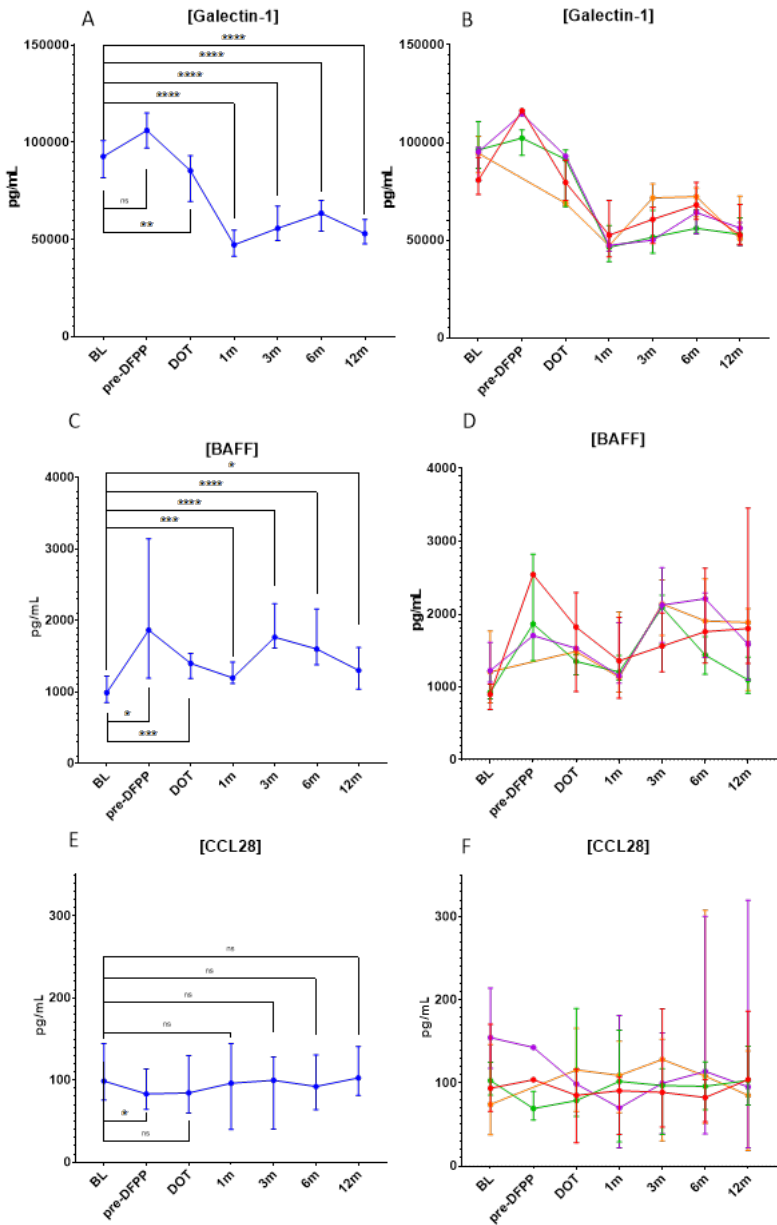 A
[Galectin-1]
****
****
****
****
ns
**
150000
100000
50000
0
pg/mL
BL
pre-DFPP
DOT
1m
3m
6m
12m
B
[Galectin-1]
150000
100000
50000
0
pg/mL
BL
pre-DFPP
DOT
1m
3m
6m
12m
C
[BAFF]
*
****
****
***
*
***
4000
3000
2000
1000
0
pg/mL
BL
pre-DFPP
DOT
1m
3m
6m
12m
D
[BAFF]
4000
3000
2000
1000
0
pg/mL
BL
pre-DFPP
DOT
1m
3m
6m
12m
E
[CCL28]
ns
ns
ns
ns
*
ns
300
200
100
0
pg/mL
BL
pre-DFPP
DOT
1m
3m
6m
12m
F
[CCL28]
300
200
100
0
pg/mL
BL
pre-DFPP
DOT
1m
3m
6m
12m